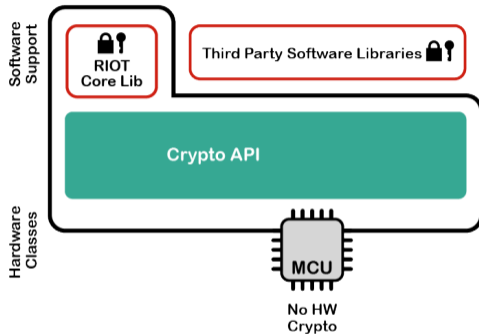 Software
Support
RIOT
Core Lib
Third Party Software Libraries
Crypto API
Hardware
Classes
MCU
No HW
Crypto